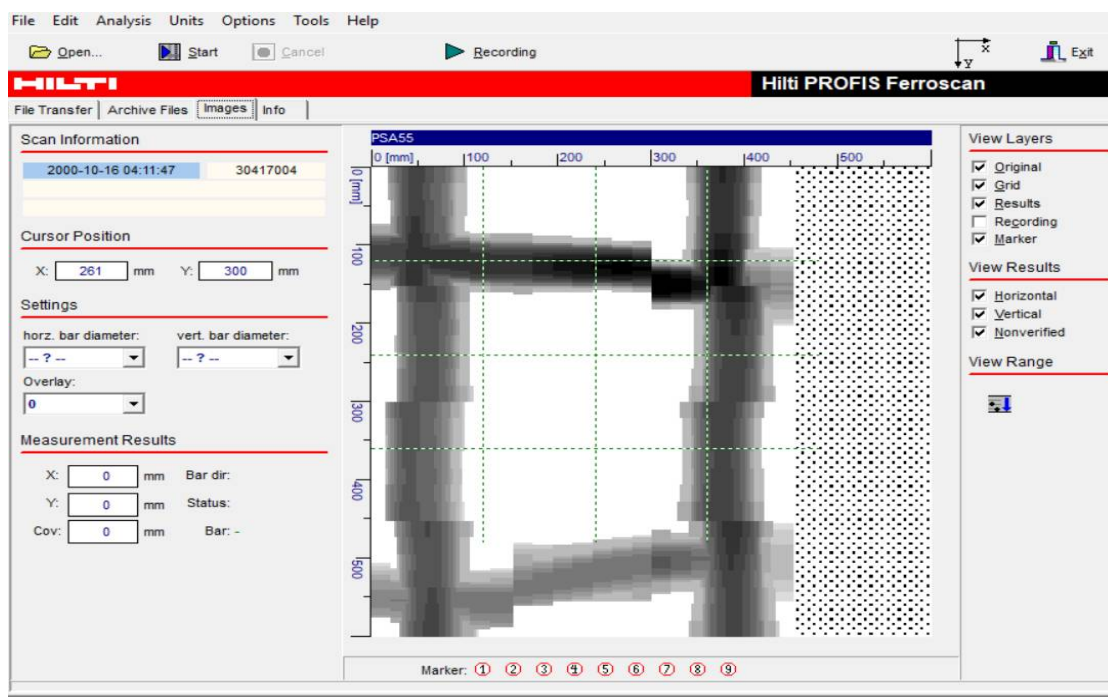 File Edit Analysis Units Options Tools Help
Open... Start Cancel Recording x y Exit
HILTI Hilti PROFIS Ferroscan
File Transfer Archive Files Images Info
Scan Information
2000-10-16 04:11:47 30417004
Cursor Position
X: 261 mm Y: 300 mm
Settings
horz. bar diameter: vert. bar diameter:
-- ? -- -- ? --
Overlay:
0
Measurement Results
X: 0 mm Bar dir:
Y: 0 mm Status:
Cov: 0 mm Bar: -
PSA55
0 [mm] 100 200 300 400 500
0 [mm]
100
200
300
400
500
Marker: ① ② ③ ④ ⑤ ⑥ ⑦ ⑧ ⑨
View Layers
Original
Grid
Results
Recording
Marker
View Results
Horizontal
Vertical
Nonverified
View Range